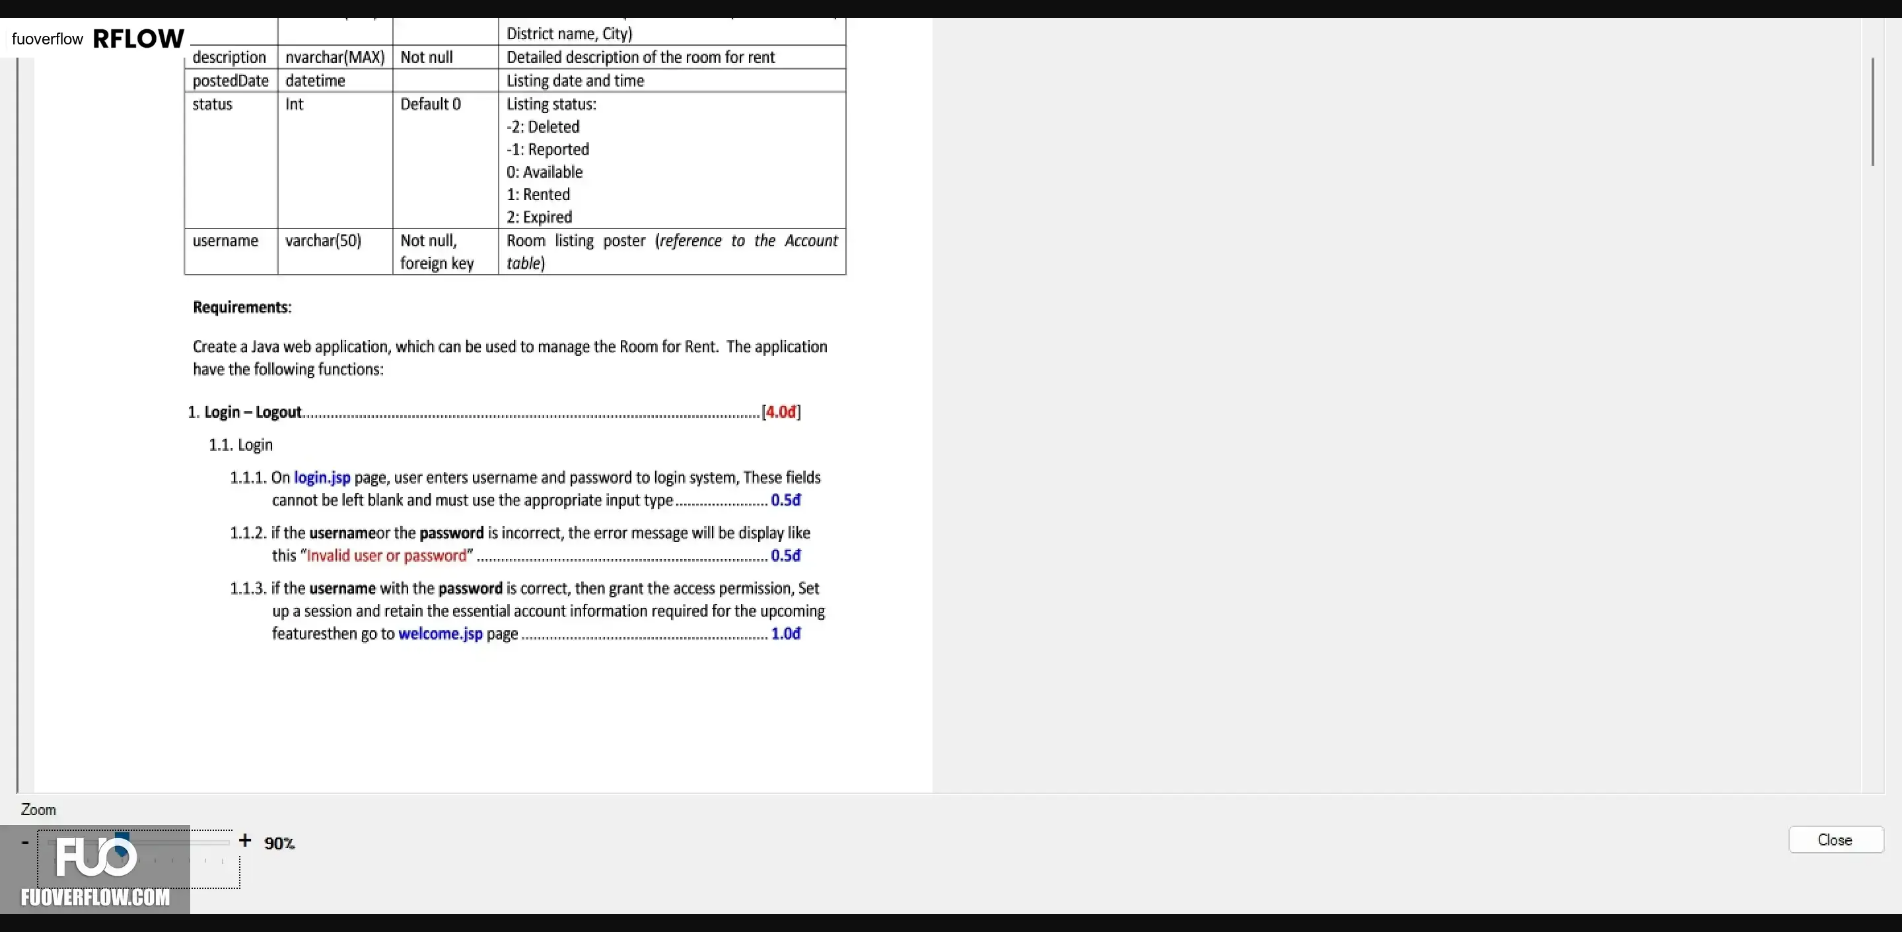 fuoverflow RFLOW
District name, City)
description nvarchar(MAX) Not null Detailed description of the room for rent
postedDate datetime Listing date and time
status Int Default 0 Listing status:
-2: Deleted
-1: Reported
0: Available
1: Rented
2: Expired
username varchar(50) Not null, Room listing poster (reference to the Account
foreign key table)
Requirements:
Create a Java web application, which can be used to manage the Room for Rent. The application
have the following functions:
1. Login – Logout....................[4.0đ]
1.1. Login
1.1.1. On login.jsp page, user enters username and password to login system, These fields
cannot be left blank and must use the appropriate input type.................... 0.5đ
1.1.2. if the usernameor the password is incorrect, the error message will be display like
this “Invalid user or password” .................... 0.5đ
1.1.3. if the username with the password is correct, then grant the access permission, Set
up a session and retain the essential account information required for the upcoming
featuresthen go to welcome.jsp page .................... 1.0đ
Zoom
- + 90%
Close
FUO
FUOVERFLOW.COM